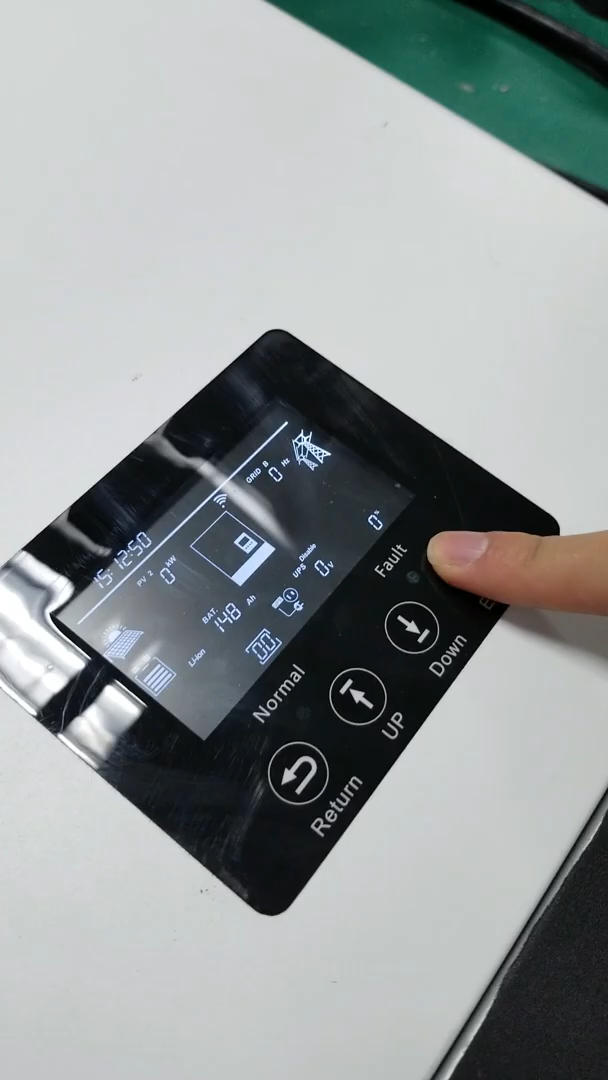 15:12:50
PV 2
0 kW
GRID B
0 Hz
BAT.
148 Ah
Li-ion
UPS Disable
0 V
00
0 %
Normal
Fault
Return
UP
Down